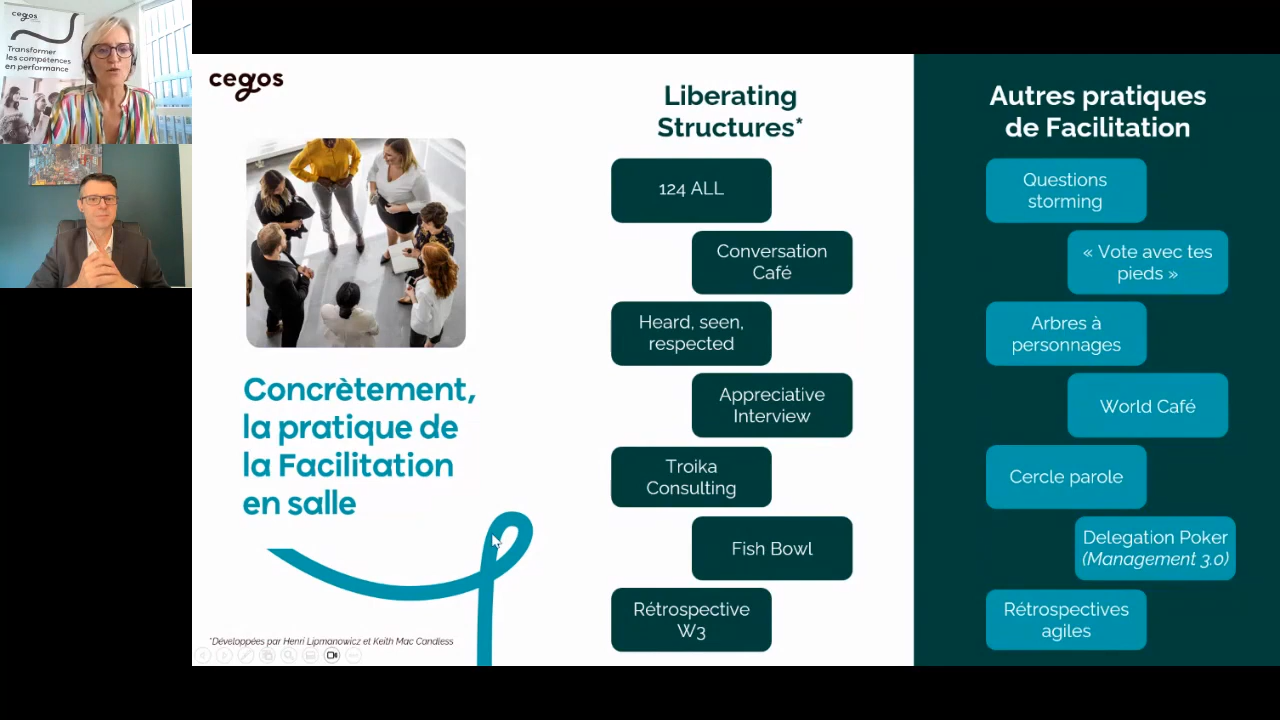 cegos
Transformer
les compétences
en performance
cegos
Concrètement,
la pratique de
la Facilitation
en salle
*Développées par Henri Lipmanowicz et Keith Mac Candless
Liberating
Structures*
124 ALL
Conversation
Café
Heard, seen,
respected
Appreciative
Interview
Troika
Consulting
Fish Bowl
Rétrospective
W3
Autres pratiques
de Facilitation
Questions
storming
« Vote avec tes
pieds »
Arbres à
personnages
World Café
Cercle parole
Delegation Poker
(Management 3.0)
Rétrospectives
agiles